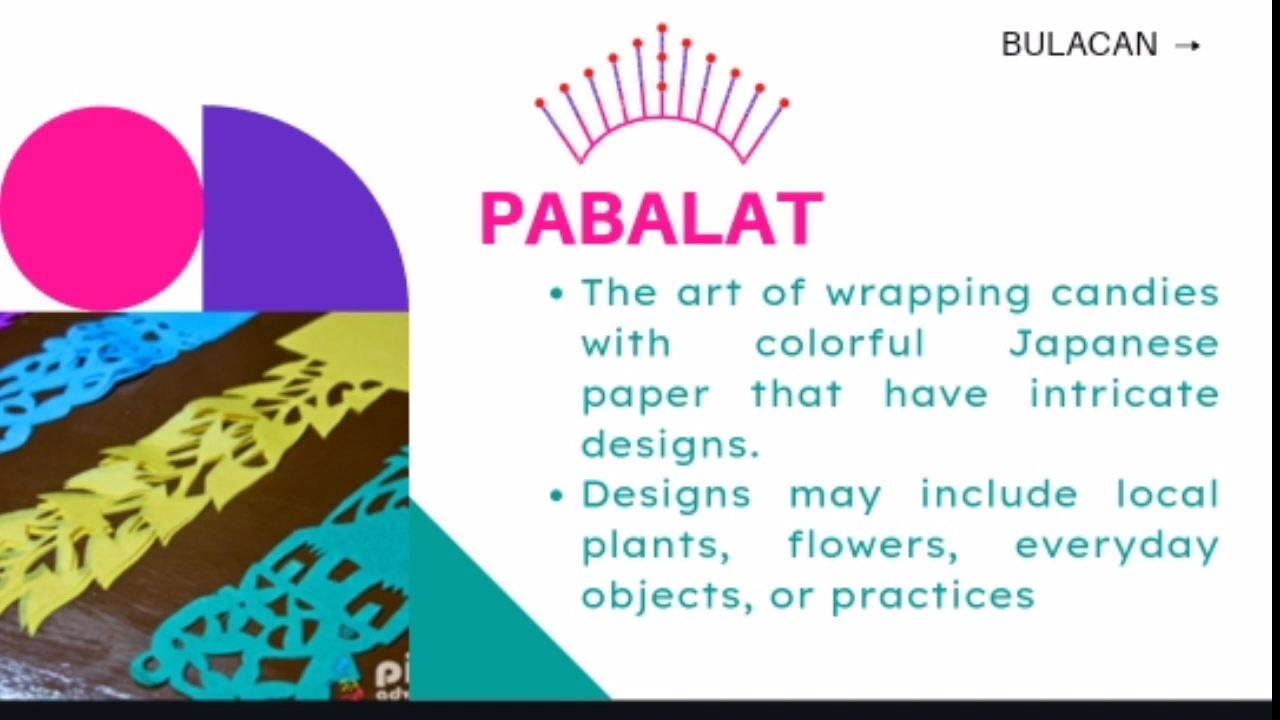 BULACAN →
PABALAT
• The art of wrapping candies
with colorful Japanese
paper that have intricate
designs.
• Designs may include local
plants, flowers, everyday
objects, or practices